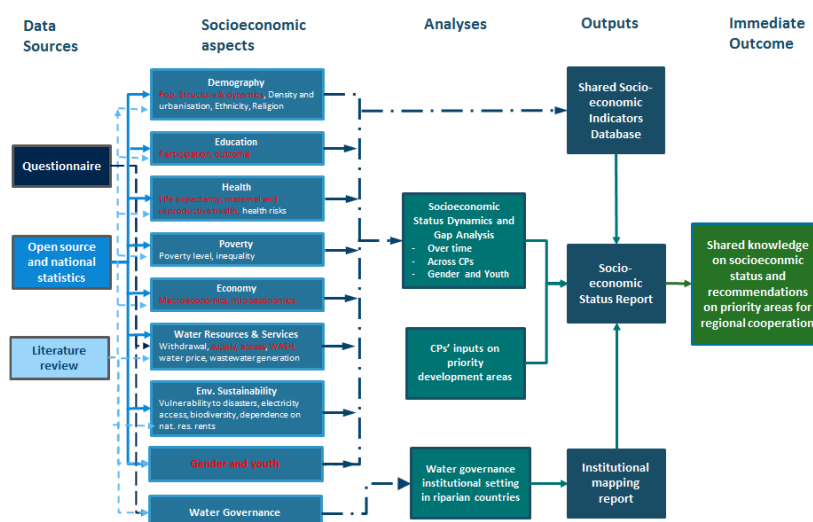 Data
Sources
Socioeconomic
aspects
Analyses
Outputs
Immediate
Outcome
Questionnaire
Open source
and national
statistics
Literature
review
Demography
Pop. Structure & dynamics, Density and
urbanisation, Ethnicity, Religion
Education
Participation, outcome
Health
Life expectancy, maternal and
reproductive health, health risks
Poverty
Poverty level, inequality
Economy
Macroeconomics, microeconomics
Water Resources & Services
Withdrawal, supply, access, WASH,
water price, wastewater generation
Env. Sustainability
Vulnerability to disasters, electricity
access, biodiversity, dependence on
nat. res. rents
Gender and youth
Water Governance
Socioeconomic
Status Dynamics and
Gap Analysis
- Over time
- Across CPs
- Gender and Youth
CPs' inputs on
priority
development areas
Water governance
institutional setting
in riparian countries
Shared Socio-
economic
Indicators
Database
Socio-
economic
Status Report
Institutional
mapping
report
Shared knowledge
on socioeconmic
status and
recommendations
on priority areas for
regional cooperation